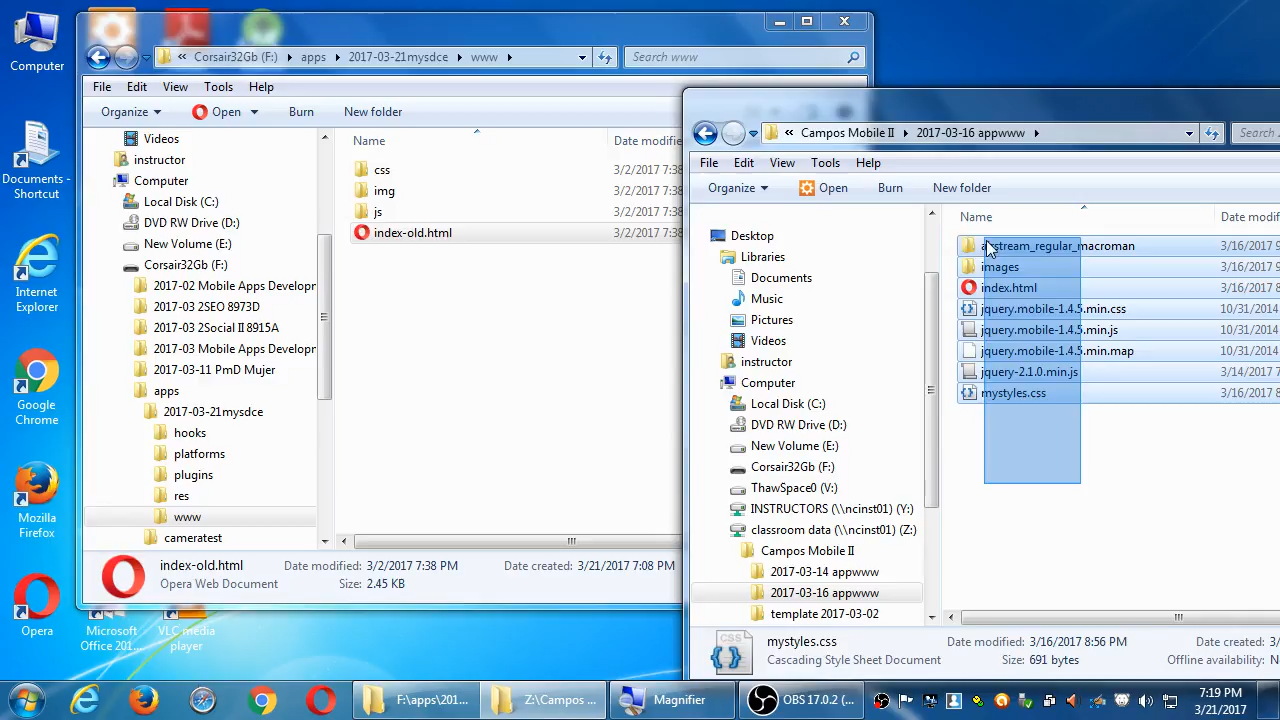 Computer
Documents - Shortcut
Internet Explorer
Google Chrome
Mozilla Firefox
Opera
Microsoft Office 201...
VLC media player
Corsair32Gb (F:)
apps
2017-03-21mysdce
www
Search www
File
Edit
View
Tools
Help
Organize
Open
Burn
New folder
Videos
instructor
Computer
Local Disk (C:)
DVD RW Drive (D:)
New Volume (E:)
Corsair32Gb (F:)
2017-02 Mobile Apps Developm
2017-03 2SEO 8973D
2017-03 2Social II 8915A
2017-03 Mobile Apps Developm
2017-03-11 PmD Mujer
apps
2017-03-21mysdce
hooks
platforms
plugins
res
www
cameratest
Name
Date modified
css
3/2/2017 7:38
img
3/2/2017 7:38
js
3/2/2017 7:38
index-old.html
3/2/2017 7:38
index-old.html
Date modified: 3/2/2017 7:38 PM
Date created: 3/21/2017 7:08 PM
Opera Web Document
Size: 2.45 KB
Campos Mobile II
2017-03-16 appwww
Search
File
Edit
View
Tools
Help
Organize
Open
Burn
New folder
Desktop
Libraries
Documents
Music
Pictures
Videos
instructor
Computer
Local Disk (C:)
DVD RW Drive (D:)
New Volume (E:)
Corsair32Gb (F:)
ThawSpace0 (V:)
INSTRUCTORS (\\ncinst01) (Y:)
classroom data (\\ncinst01) (Z:)
Campos Mobile II
2017-03-14 appwww
2017-03-16 appwww
template 2017-03-02
Name
Date modi
stream_regular_macroman
3/16/2017 9
images
3/16/2017 9
index.html
3/16/2017 8
jquery.mobile-1.4.5.min.css
10/31/2014
jquery.mobile-1.4.5.min.js
10/31/2014
jquery.mobile-1.4.5.min.map
10/31/2014
jquery-2.1.0.min.js
3/14/2017 7
mystyles.css
3/16/2017 8
mystyles.css
Date modified: 3/16/2017 8:56 PM
Date created: 3/
Cascading Style Sheet Document
Size: 691 bytes
Offline availability:
F:\apps\201...
Z:\Campos ...
Magnifier
OBS 17.0.2 (...
7:19 PM
3/21/2017